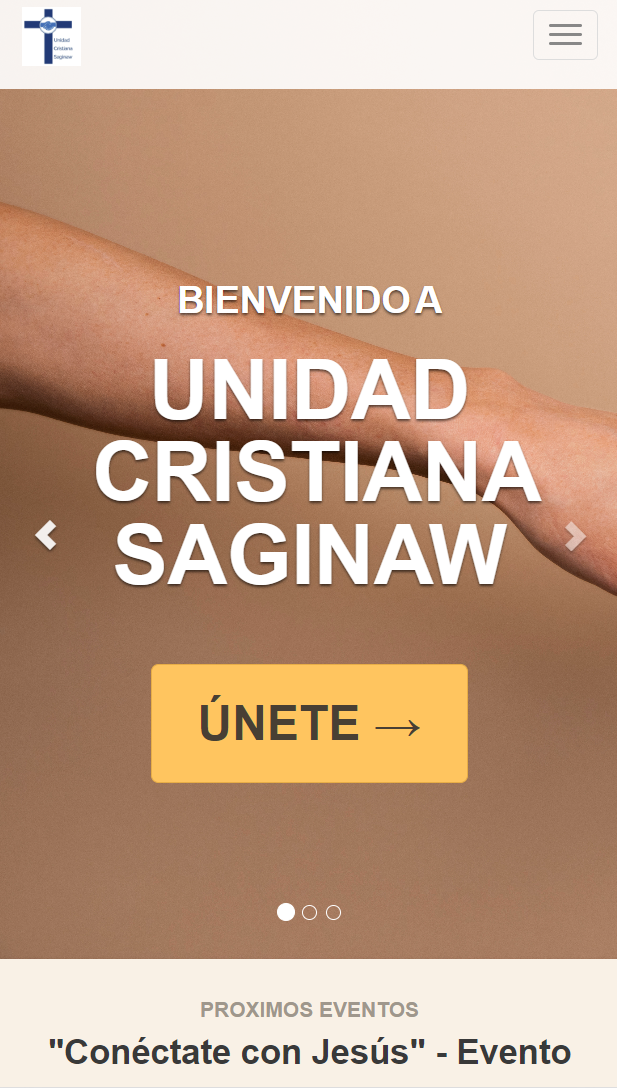 Unidad
Cristiana
Saginaw
BIENVENIDO A
UNIDAD
CRISTIANA
SAGINAW
ÚNETE →
PROXIMOS EVENTOS
"Conéctate con Jesús" - Evento